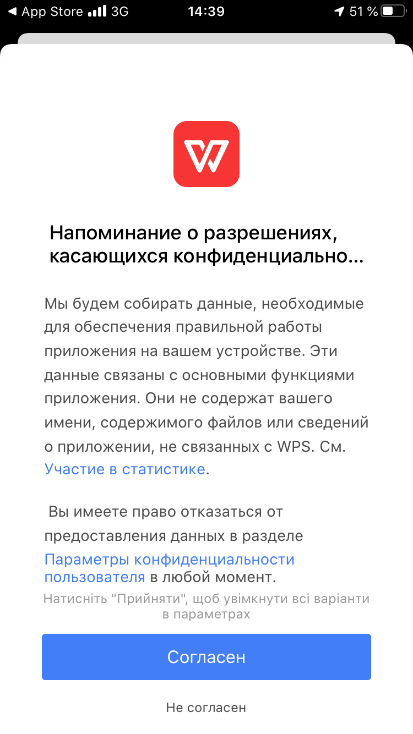 App Store 3G 14:39 51 %
Напоминание о разрешениях,
касающихся конфиденциально...
Мы будем собирать данные, необходимые
для обеспечения правильной работы
приложения на вашем устройстве. Эти
данные связаны с основными функциями
приложения. Они не содержат вашего
имени, содержимого файлов или сведений
о приложении, не связанных с WPS. См.
Участие в статистике.
Вы имеете право отказаться от
предоставления данных в разделе
Параметры конфиденциальности
пользователя в любой момент.
Натисніть "Прийняти", щоб увімкнути всі варіанти
в параметрах
Согласен
Не согласен